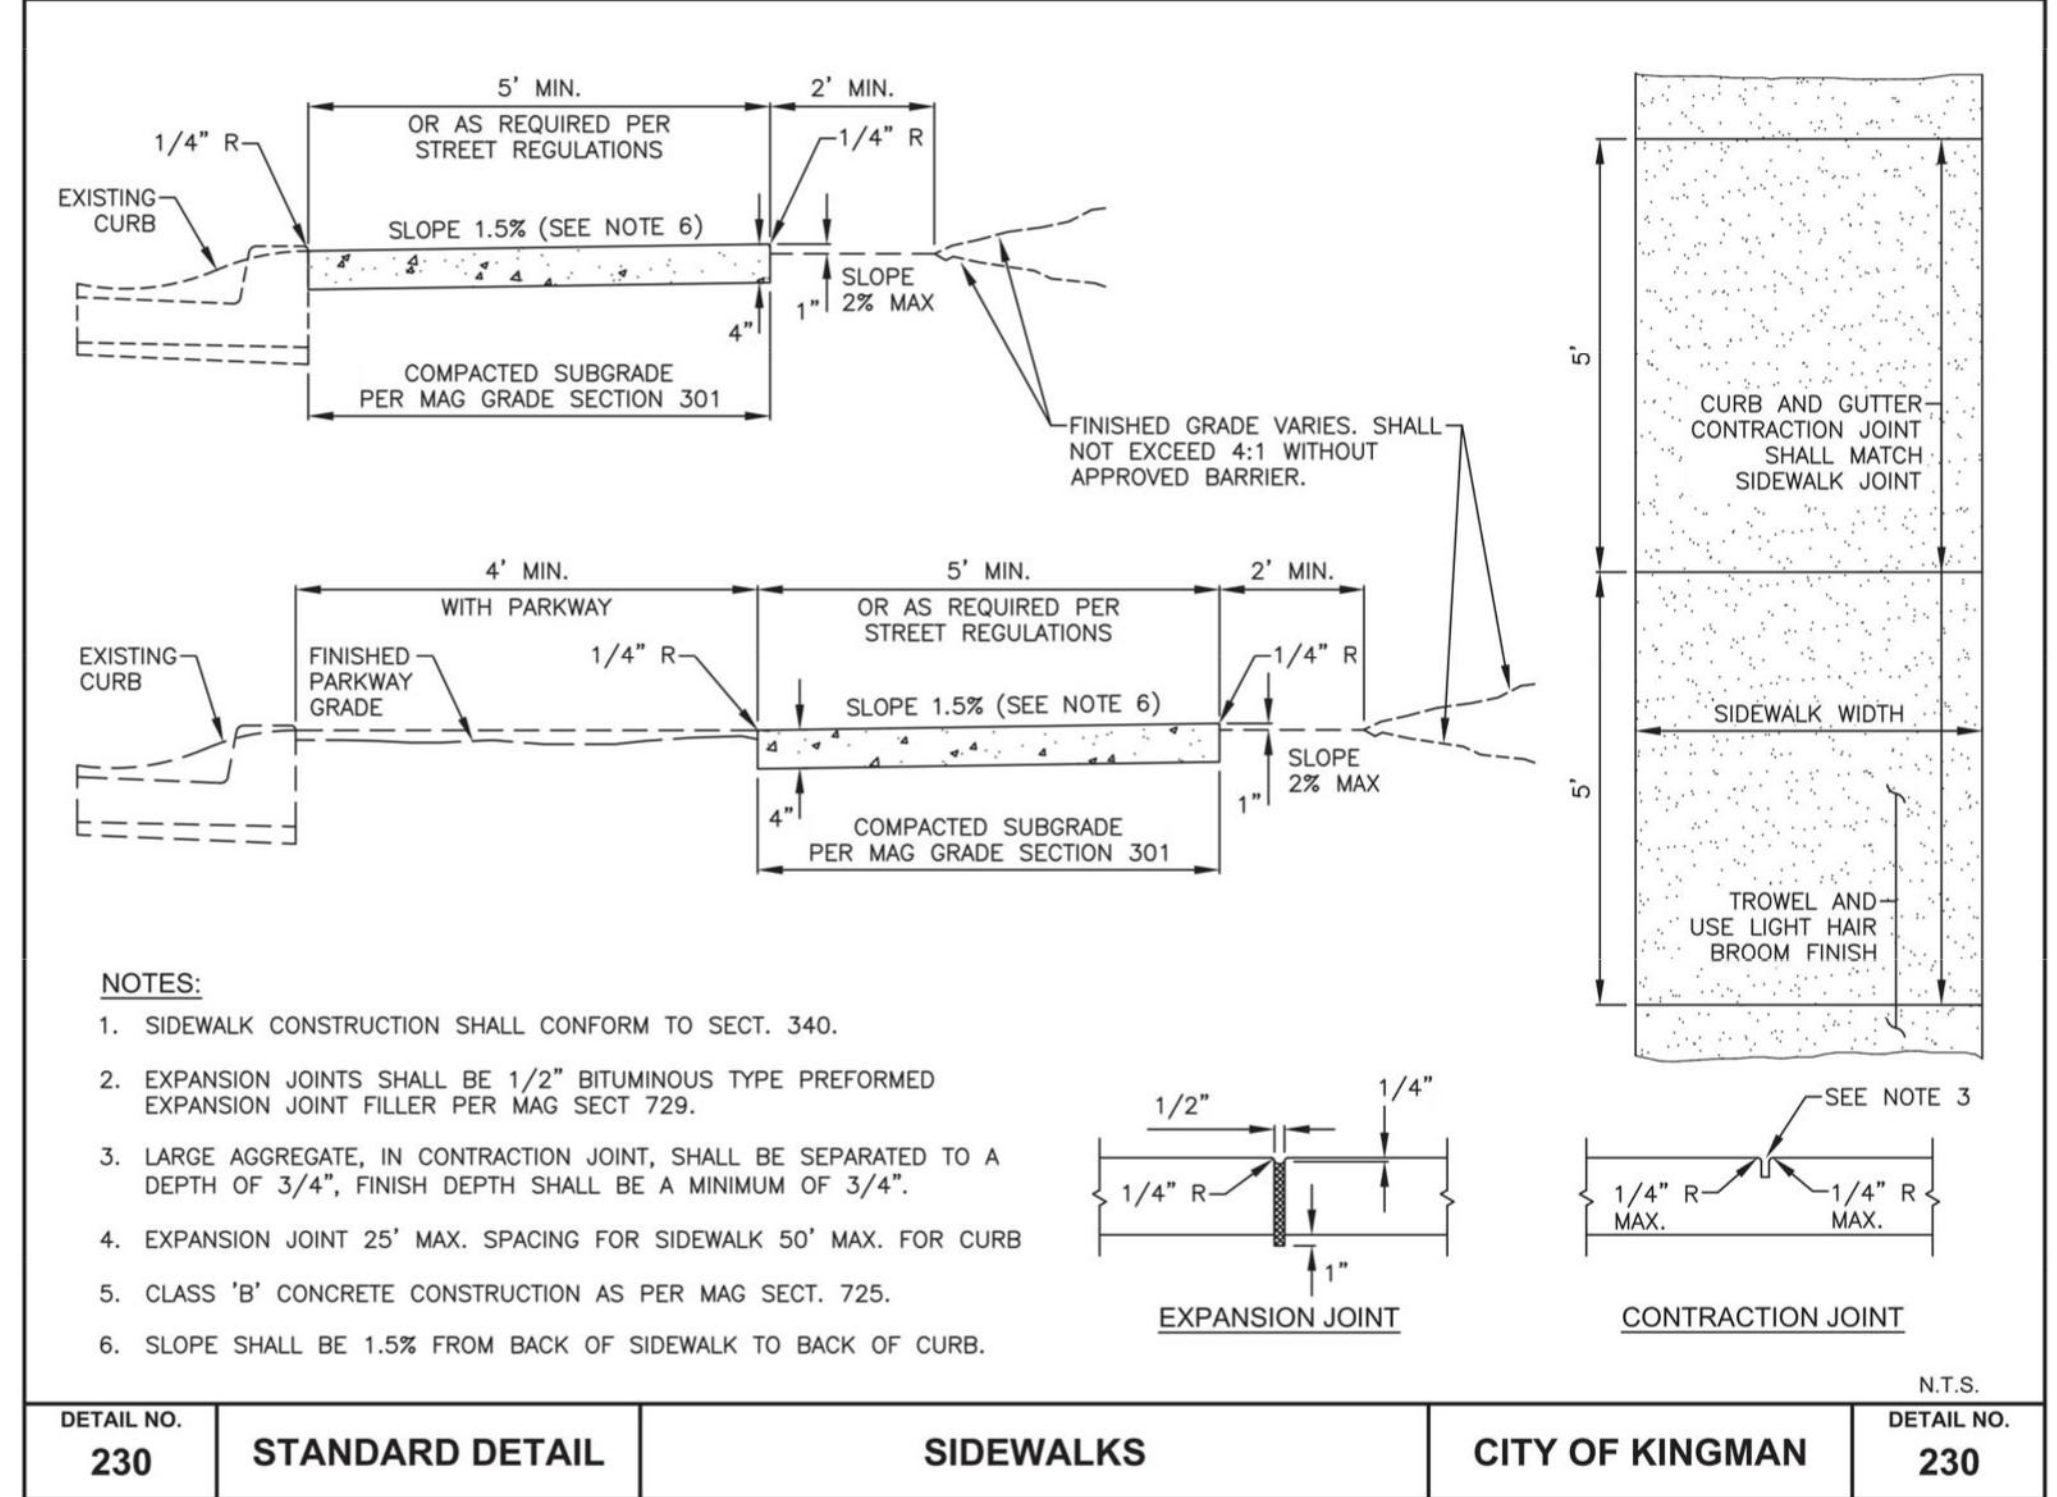 5' MIN.
OR AS REQUIRED PER
STREET REGULATIONS
2' MIN.
1/4" R
1/4" R
EXISTING
CURB
SLOPE 1.5% (SEE NOTE 6)
SLOPE
2% MAX
1"
4"
COMPACTED SUBGRADE
PER MAG GRADE SECTION 301
FINISHED GRADE VARIES. SHALL
NOT EXCEED 4:1 WITHOUT
APPROVED BARRIER.
4' MIN.
WITH PARKWAY
5' MIN.
OR AS REQUIRED PER
STREET REGULATIONS
2' MIN.
EXISTING
CURB
FINISHED
PARKWAY
GRADE
1/4" R
1/4" R
SLOPE 1.5% (SEE NOTE 6)
SLOPE
2% MAX
4"
1"
COMPACTED SUBGRADE
PER MAG GRADE SECTION 301
5'
CURB AND GUTTER
CONTRACTION JOINT
SHALL MATCH
SIDEWALK JOINT
SIDEWALK WIDTH
5'
TROWEL AND
USE LIGHT HAIR
BROOM FINISH
NOTES:
1. SIDEWALK CONSTRUCTION SHALL CONFORM TO SECT. 340.
2. EXPANSION JOINTS SHALL BE 1/2" BITUMINOUS TYPE PREFORMED
EXPANSION JOINT FILLER PER MAG SECT 729.
3. LARGE AGGREGATE, IN CONTRACTION JOINT, SHALL BE SEPARATED TO A
DEPTH OF 3/4", FINISH DEPTH SHALL BE A MINIMUM OF 3/4".
4. EXPANSION JOINT 25' MAX. SPACING FOR SIDEWALK 50' MAX. FOR CURB
5. CLASS 'B' CONCRETE CONSTRUCTION AS PER MAG SECT. 725.
6. SLOPE SHALL BE 1.5% FROM BACK OF SIDEWALK TO BACK OF CURB.
1/2"
1/4"
1/4" R
1"
EXPANSION JOINT
SEE NOTE 3
1/4" R
MAX.
1/4" R
MAX.
CONTRACTION JOINT
N.T.S.
DETAIL NO.
230
STANDARD DETAIL
SIDEWALKS
CITY OF KINGMAN
DETAIL NO.
230